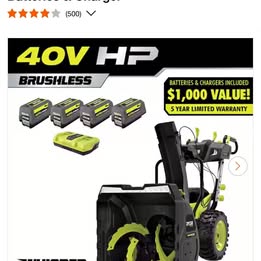 (500)
40V HP
BRUSHLESS
BATTERIES & CHARGERS INCLUDED
$1,000 VALUE!
5 YEAR LIMITED WARRANTY